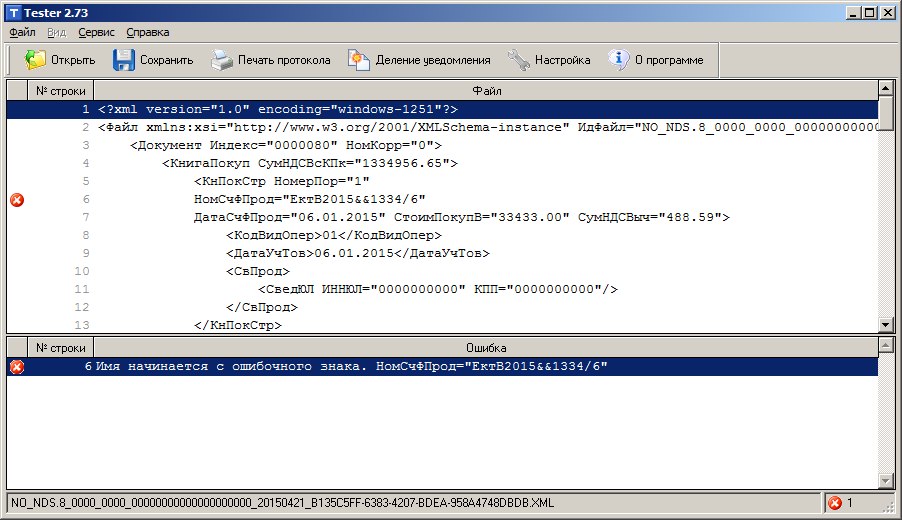 Tester 2.73
Файл Вид Сервис Справка
Открыть Сохранить Печать протокола Деление уведомления Настройка О программе
№ строки Файл
1 <?xml version="1.0" encoding="windows-1251"?>
2 <Файл xmlns:xsi="http://www.w3.org/2001/XMLSchema-instance" ИдФайл="NO_NDS.8_0000_0000_00000000000
3 <Документ Индекс="0000080" НомКорр="0">
4 <КнигаПокуп СумНДСВсКПк="1334956.65">
5 <КнПокСтр НомерПор="1"
6 НомСчФПрод="ЕктВ2015&&1334/6"
7 ДатаСчФПрод="06.01.2015" СтоимПокупВ="33433.00" СумНДСВыч="488.59">
8 <КодВидОпер>01</КодВидОпер>
9 <ДатаУчТов>06.01.2015</ДатаУчТов>
10 <СвПрод>
11 <СведЮЛ ИННЮЛ="0000000000" КПП="0000000000"/>
12 </СвПрод>
13 </КнПокСтр>
№ строки Ошибка
6 Имя начинается с ошибочного знака. НомСчФПрод="ЕктВ2015&&1334/6"
NO_NDS.8_0000_0000_00000000000000000000_20150421_B135C5FF-6383-4207-BDEA-958A4748DBDB.XML 1